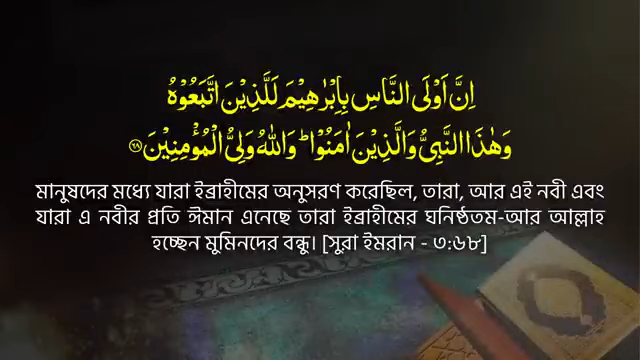 اِنَّ اَوْلَى النَّاسِ بِاِبْرٰهِيْمَ لَلَّذِيْنَ اتَّبَعُوْهُ
وَهٰذَا النَّبِىُّ وَالَّذِيْنَ اٰمَنُوْا ؕ وَاللّٰهُ وَلِىُّ الْمُؤْمِنِيْنَ ﴿۶۸﴾
মানুষদের মধ্যে যারা ইব্রাহীমের অনুসরণ করেছিল, তারা, আর এই নবী এবং
যারা এ নবীর প্রতি ঈমান এনেছে তারা ইব্রাহীমের ঘনিষ্ঠতম-আর আল্লাহ
হচ্ছেন মুমিনদের বন্ধু। [সুরা ইমরান - ৩:৬৮]